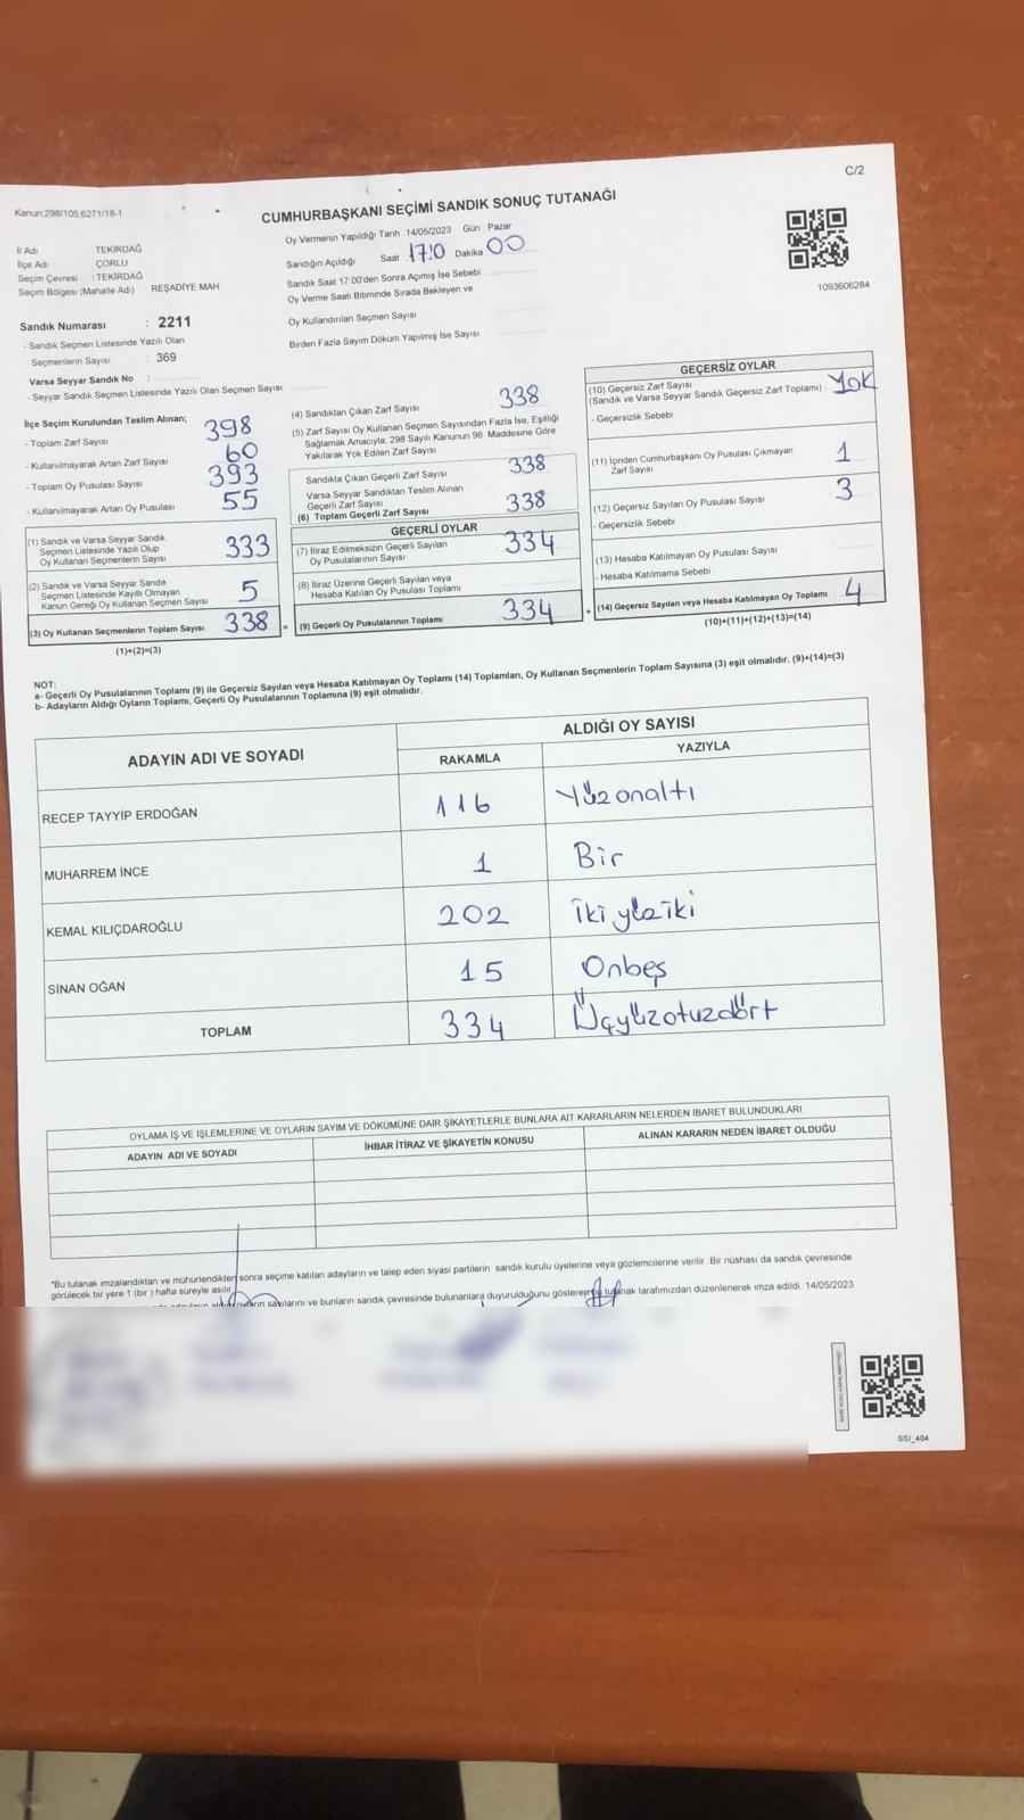 C/2
Kanun:298/105,6271/18-1
CUMHURBAŞKANI SEÇİMİ SANDIK SONUÇ TUTANAĞI
İl Adı : TEKİRDAĞ
İlçe Adı : ÇORLU
Seçim Çevresi : TEKİRDAĞ
Seçim Bölgesi (Mahalle Adı) REŞADİYE MAH
Sandık Numarası : 2211
- Sandık Seçmen Listesinde Yazılı Olan
Seçmenlerin Sayısı : 369
Varsa Seyyar Sandık No :
- Seyyar Sandık Seçmen Listesinde Yazılı Olan Seçmen Sayısı
Oy Vermenin Yapıldığı Tarih :14/05/2023 Gün Pazar
Sandığın Açıldığı Saat 17:0 Dakika 00
Sandık Saat 17:00'den Sonra Açılmış İse Sebebi
Oy Verme Saati Bitiminde Sırada Bekleyen ve
Oy Kullandırılan Seçmen Sayısı
Birden Fazla Sayım Döküm Yapılmış İse Sayısı
1093606284
İlçe Seçim Kurulundan Teslim Alınan;
- Toplam Zarf Sayısı 398
- Kullanılmayarak Artan Zarf Sayısı 60
- Toplam Oy Pusulası Sayısı 393
- Kullanılmayarak Artan Oy Pusulası 55
(1) Sandık ve Varsa Seyyar Sandık
Seçmen Listesinde Yazılı Olup
Oy Kullanan Seçmenlerin Sayısı 333
(2) Sandık ve Varsa Seyyar Sandık
Seçmen Listesinde Kayıtlı Olmayan
Kanun Gereği Oy Kullanan Seçmen Sayısı 5
(3) Oy Kullanan Seçmenlerin Toplam Sayısı 338 =
(1)+(2)=(3)
(4) Sandıktan Çıkan Zarf Sayısı 338
(5) Zarf Sayısı Oy Kullanan Seçmen Sayısından Fazla İse, Eşitliği
Sağlamak Amacıyla, 298 Sayılı Kanunun 98. Maddesine Göre
Yakılarak Yok Edilen Zarf Sayısı
Sandıkta Çıkan Geçerli Zarf Sayısı 338
Varsa Seyyar Sandıktan Teslim Alınan
Geçerli Zarf Sayısı
(6) Toplam Geçerli Zarf Sayısı 338
GEÇERLİ OYLAR
(7) İtiraz Edilmeksizin Geçerli Sayılan
Oy Pusulalarının Sayısı 334
(8) İtiraz Üzerine Geçerli Sayılan veya
Hesaba Katılan Oy Pusulası Toplamı
(9) Geçerli Oy Pusulalarının Toplamı 334 +
GEÇERSİZ OYLAR
(10) Geçersiz Zarf Sayısı
(Sandık ve Varsa Seyyar Sandık Geçersiz Zarf Toplamı) Yok
- Geçersizlik Sebebi
(11) İçinden Cumhurbaşkanı Oy Pusulası Çıkmayan
Zarf Sayısı 1
(12) Geçersiz Sayılan Oy Pusulası Sayısı 3
- Geçersizlik Sebebi
(13) Hesaba Katılmayan Oy Pusulası Sayısı
- Hesaba Katılmama Sebebi
(14) Geçersiz Sayılan veya Hesaba Katılmayan Oy Toplamı 4
(10)+(11)+(12)+(13)=(14)
NOT:
a- Geçerli Oy Pusulalarının Toplamı (9) ile Geçersiz Sayılan veya Hesaba Katılmayan Oy Toplamı (14) Toplamları, Oy Kullanan Seçmenlerin Toplam Sayısına (3) eşit olmalıdır. (9)+(14)=(3)
b- Adayların Aldığı Oyların Toplamı, Geçerli Oy Pusulalarının Toplamına (9) eşit olmalıdır.
ADAYIN ADI VE SOYADI
ALDIĞI OY SAYISI
RAKAMLA YAZIYLA
RECEP TAYYİP ERDOĞAN 116 Yüzonaltı
MUHARREM İNCE 1 Bir
KEMAL KILIÇDAROĞLU 202 ikiyüziki
SİNAN OĞAN 15 Onbeş
TOPLAM 334 Üçyüzotuzdört
OYLAMA İŞ VE İŞLEMLERİNE VE OYLARIN SAYIM VE DÖKÜMÜNE DAİR ŞİKAYETLERLE BUNLARA AİT KARARLARIN NELERDEN İBARET BULUNDUKLARI
ADAYIN ADI VE SOYADI İHBAR İTİRAZ VE ŞİKAYETİN KONUSU ALINAN KARARIN NEDEN İBARET OLDUĞU
*Bu tutanak imzalandıktan ve mühürlendikten sonra seçime katılan adayların ve talep eden siyasi partilerin sandık kurulu üyelerine veya gözlemcilerine verilir. Bir nüshası da sandık çevresinde
görülecek bir yere 1 (bir) hafta süreyle asılır.
sayılarını ve bunların sandık çevresinde bulunanlara duyurulduğunu gösteren tutanak tarafımızdan düzenlenerek imza edildi. 14/05/2023
SSI_404